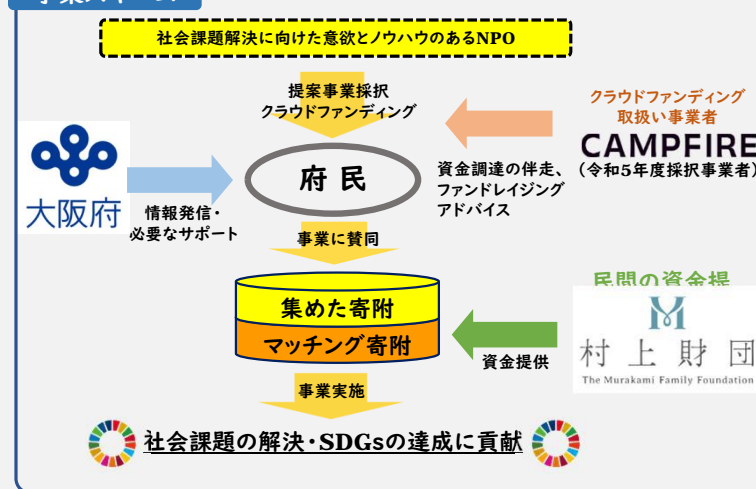 社会課題解決に向けた意欲とノウハウのあるNPO
提案事業採択
クラウドファンディング
クラウドファンディング
取扱い事業者
CAMPFIRE
(令和5年度採択事業者)
府民
資金調達の伴走、
ファンドレイジング
アドバイス
大阪府
情報発信・
必要なサポート
事業に賛同
集めた寄附
マッチング寄附
民間の資金提
村上財団
The Murakami Family Foundation
資金提供
事業実施
社会課題の解決・SDGsの達成に貢献